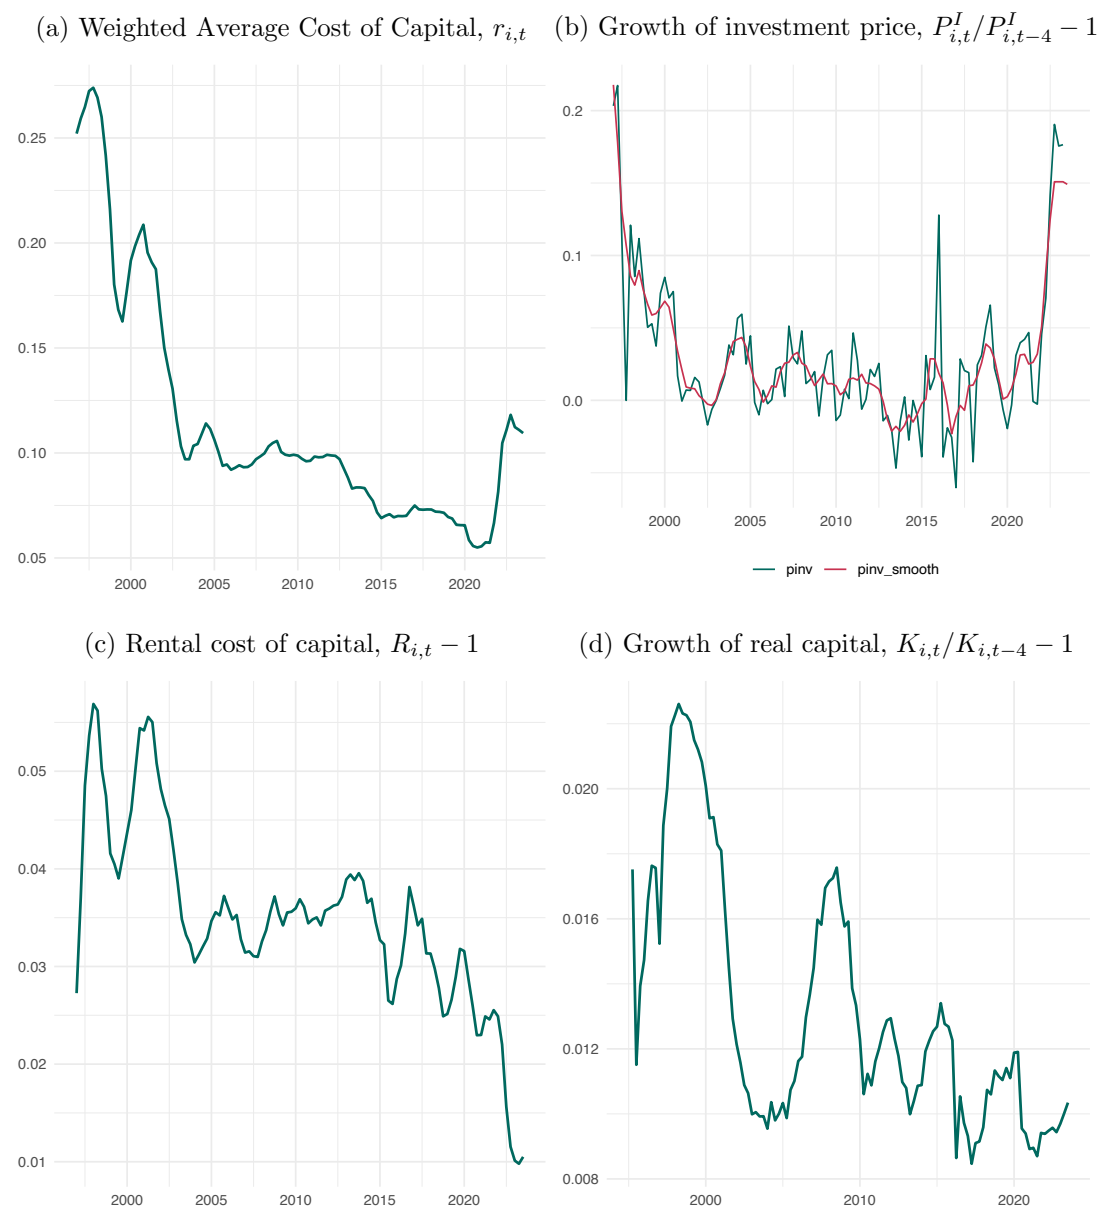 (a) Weighted Average Cost of Capital, r_{i,t}
0.25
0.20
0.15
0.10
0.05
2000 2005 2010 2015 2020
(b) Growth of investment price, P^I_{i,t}/P^I_{i,t−4} − 1
0.2
0.1
0.0
2000 2005 2010 2015 2020
pinv pinv_smooth
(c) Rental cost of capital, R_{i,t} − 1
0.05
0.04
0.03
0.02
0.01
2000 2005 2010 2015 2020
(d) Growth of real capital, K_{i,t}/K_{i,t−4} − 1
0.020
0.016
0.012
0.008
2000 2010 2020